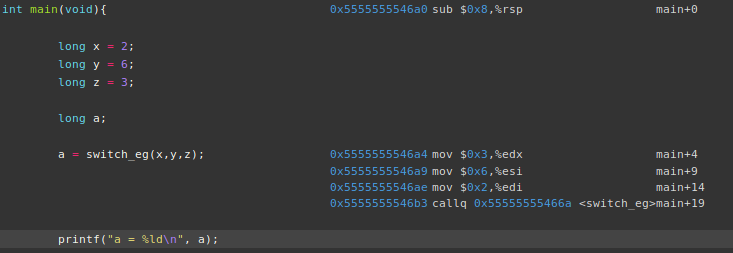 int main(void){ 0x5555555546a0 sub $0x8,%rsp main+0
long x = 2;
long y = 6;
long z = 3;
long a;
a = switch_eg(x,y,z); 0x5555555546a4 mov $0x3,%edx main+4
0x5555555546a9 mov $0x6,%esi main+9
0x5555555546ae mov $0x2,%edi main+14
0x5555555546b3 callq 0x55555555466a <switch_eg>main+19
printf("a = %ld\n", a);